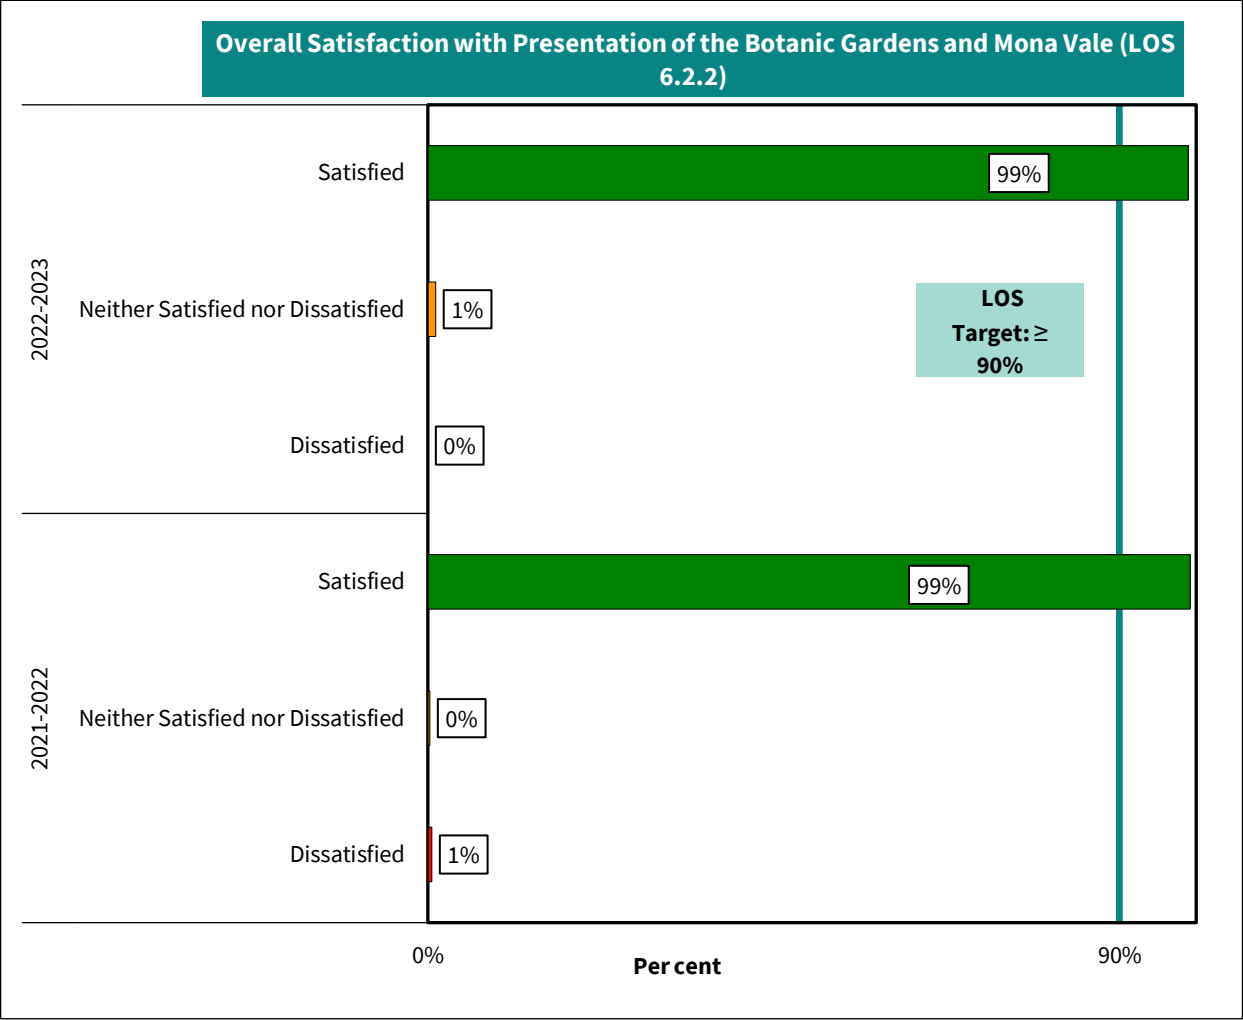 Overall Satisfaction with Presentation of the Botanic Gardens and Mona Vale (LOS
6.2.2)
2022-2023
Satisfied
99%
Neither Satisfied nor Dissatisfied
1%
LOS
Target: ≥
90%
Dissatisfied
0%
2021-2022
Satisfied
99%
Neither Satisfied nor Dissatisfied
0%
Dissatisfied
1%
0%
90%
Per cent